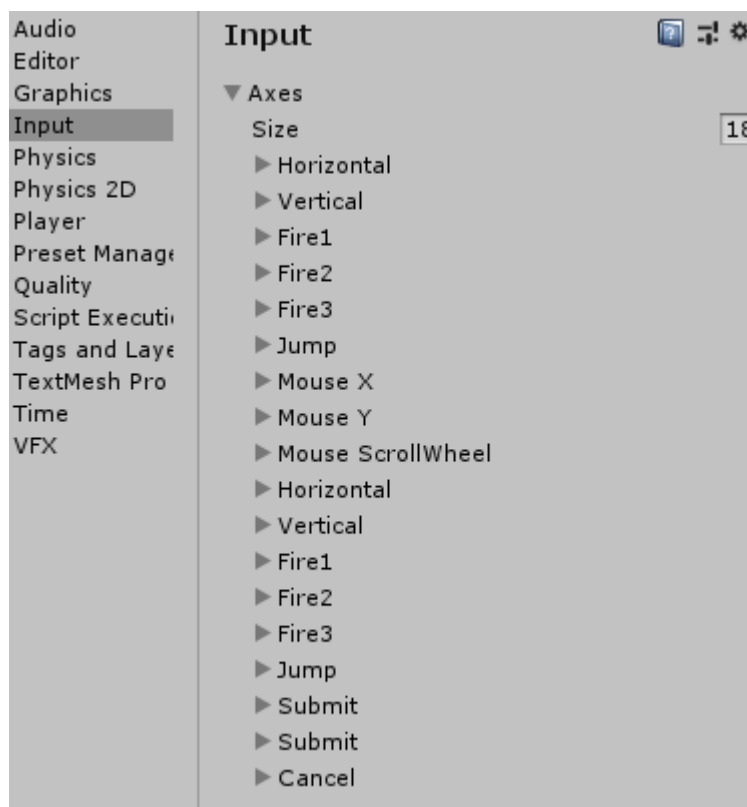 Audio
Editor
Graphics
Input
Physics
Physics 2D
Player
Preset Manage
Quality
Script Executi
Tags and Laye
TextMesh Pro
Time
VFX
Input
Axes
Size 18
Horizontal
Vertical
Fire1
Fire2
Fire3
Jump
Mouse X
Mouse Y
Mouse ScrollWheel
Horizontal
Vertical
Fire1
Fire2
Fire3
Jump
Submit
Submit
Cancel